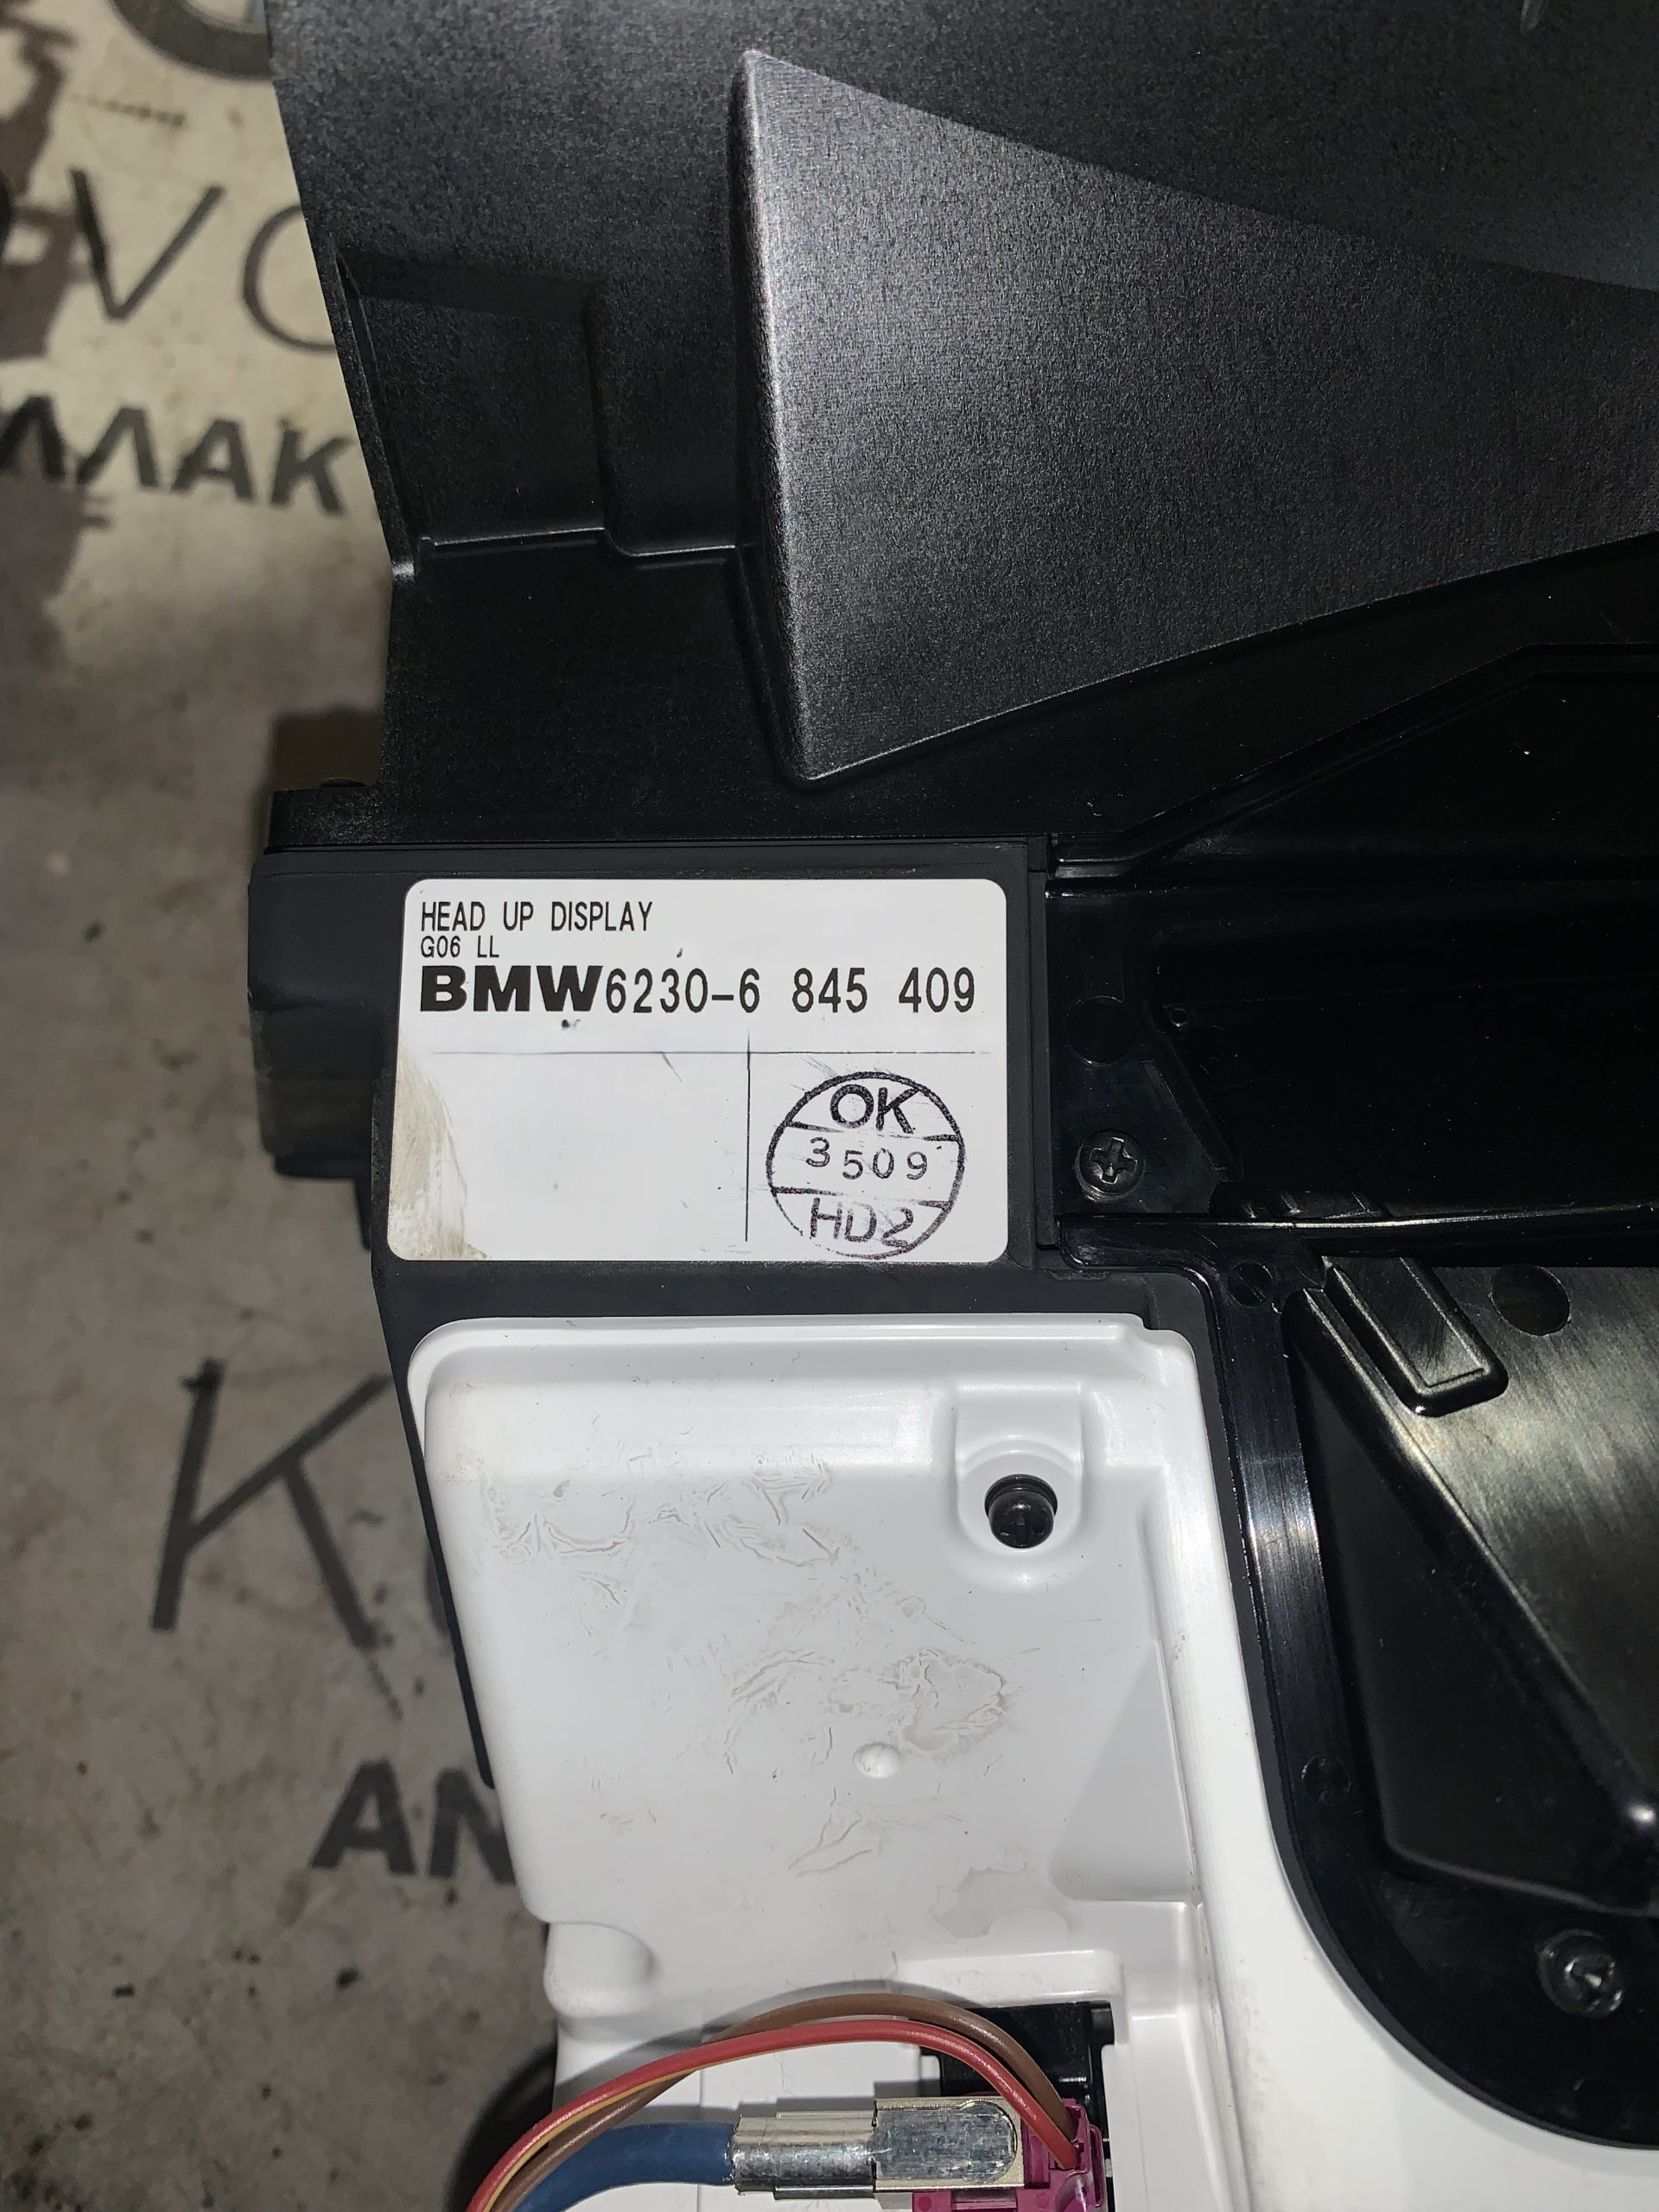 HEAD UP DISPLAY
G06 LL
BMW6230-6 845 409
OK
3509
HD2